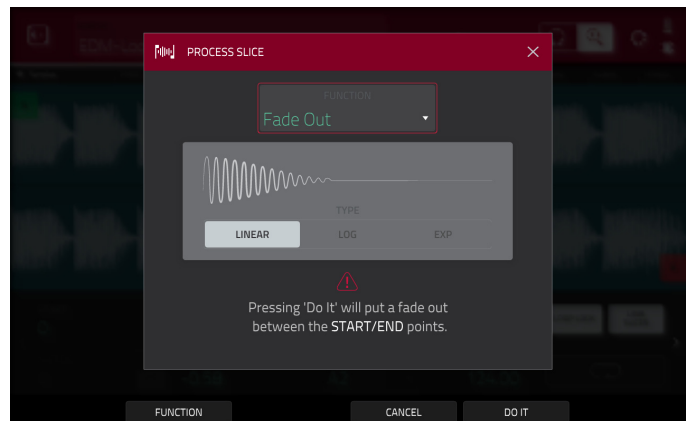 PROCESS SLICE
FUNCTION
Fade Out
TYPE
LINEAR LOG EXP
Pressing 'Do It' will put a fade out
between the START/END points.
FUNCTION CANCEL DO IT